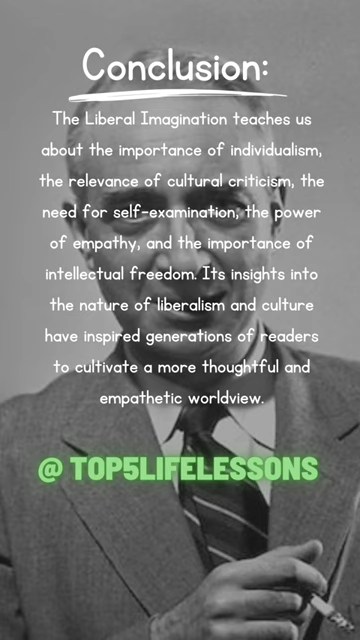 Conclusion:
The Liberal Imagination teaches us
about the importance of individualism,
the relevance of cultural criticism, the
need for self-examination, the power
of empathy, and the importance of
intellectual freedom. Its insights into
the nature of liberalism and culture
have inspired generations of readers
to cultivate a more thoughtful and
empathetic worldview.
@ TOP5LIFELESSONS